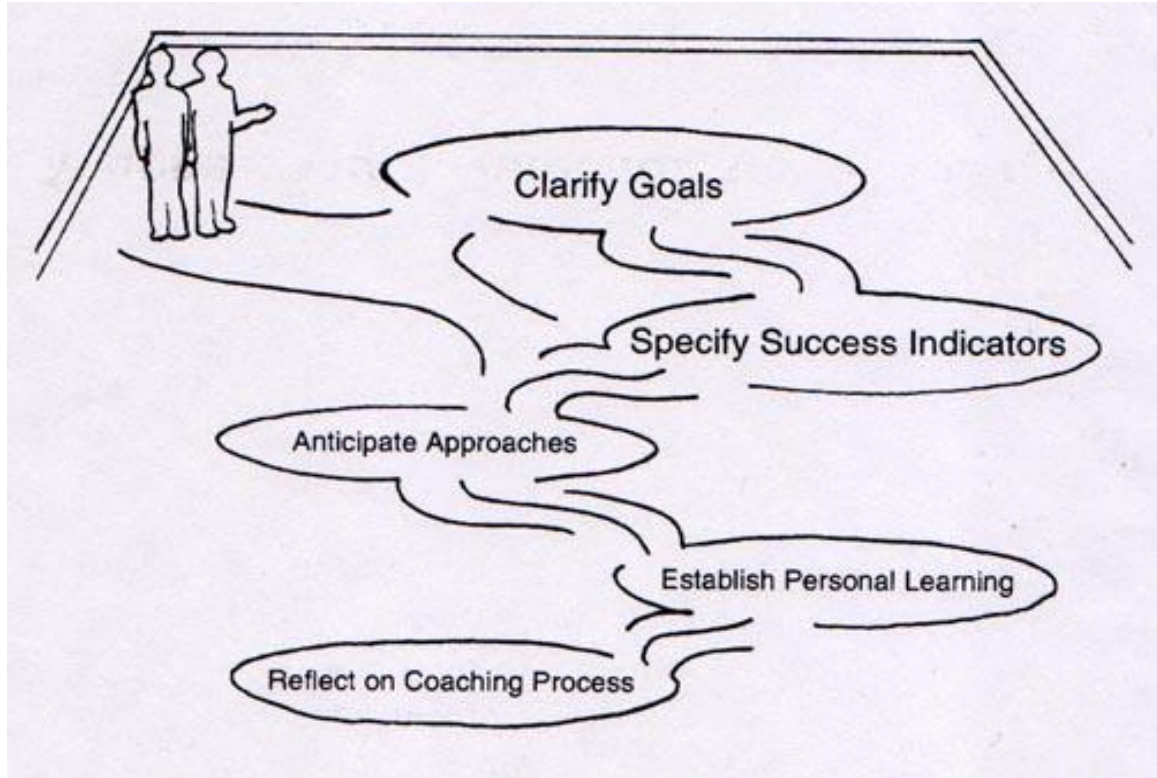 Clarify Goals
Specify Success Indicators
Anticipate Approaches
Establish Personal Learning
Reflect on Coaching Process